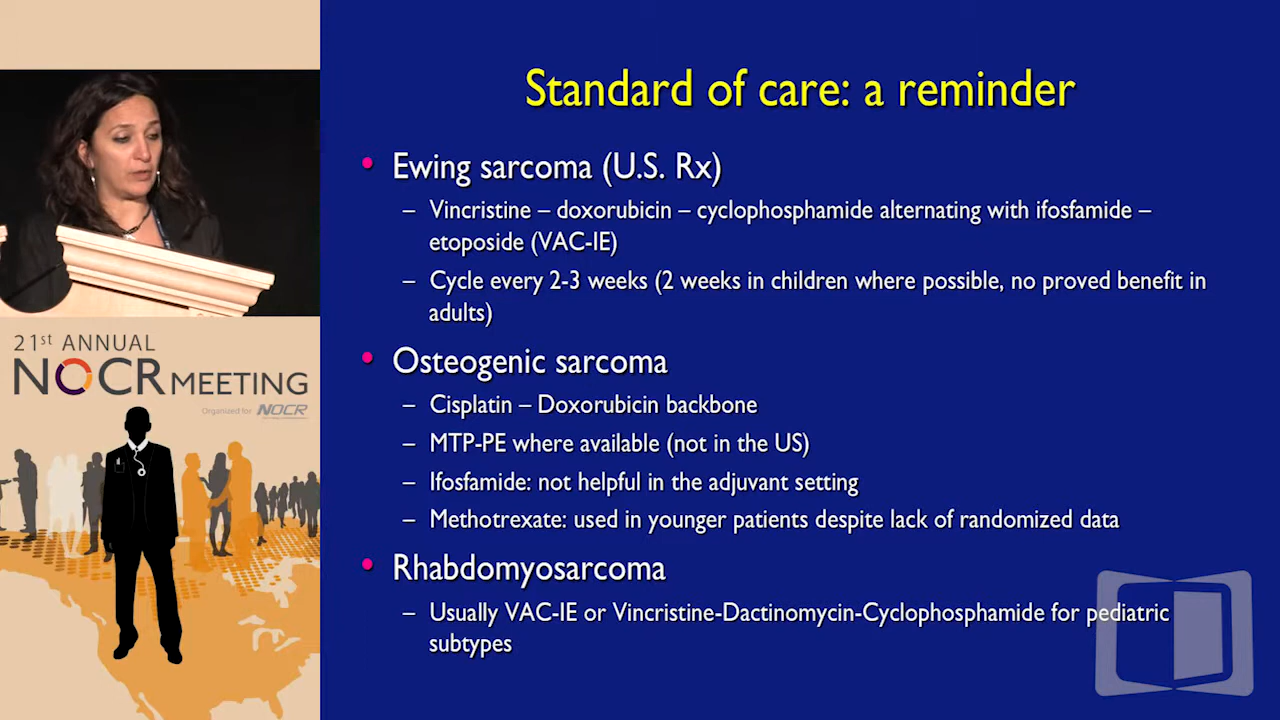 Standard of care: a reminder
• Ewing sarcoma (U.S. Rx)
– Vincristine – doxorubicin – cyclophosphamide alternating with ifosfamide –
etoposide (VAC-IE)
– Cycle every 2-3 weeks (2 weeks in children where possible, no proved benefit in
adults)
• Osteogenic sarcoma
– Cisplatin – Doxorubicin backbone
– MTP-PE where available (not in the US)
– Ifosfamide: not helpful in the adjuvant setting
– Methotrexate: used in younger patients despite lack of randomized data
• Rhabdomyosarcoma
– Usually VAC-IE or Vincristine-Dactinomycin-Cyclophosphamide for pediatric
subtypes
21st ANNUAL
NOCR MEETING
Organized for NOCR